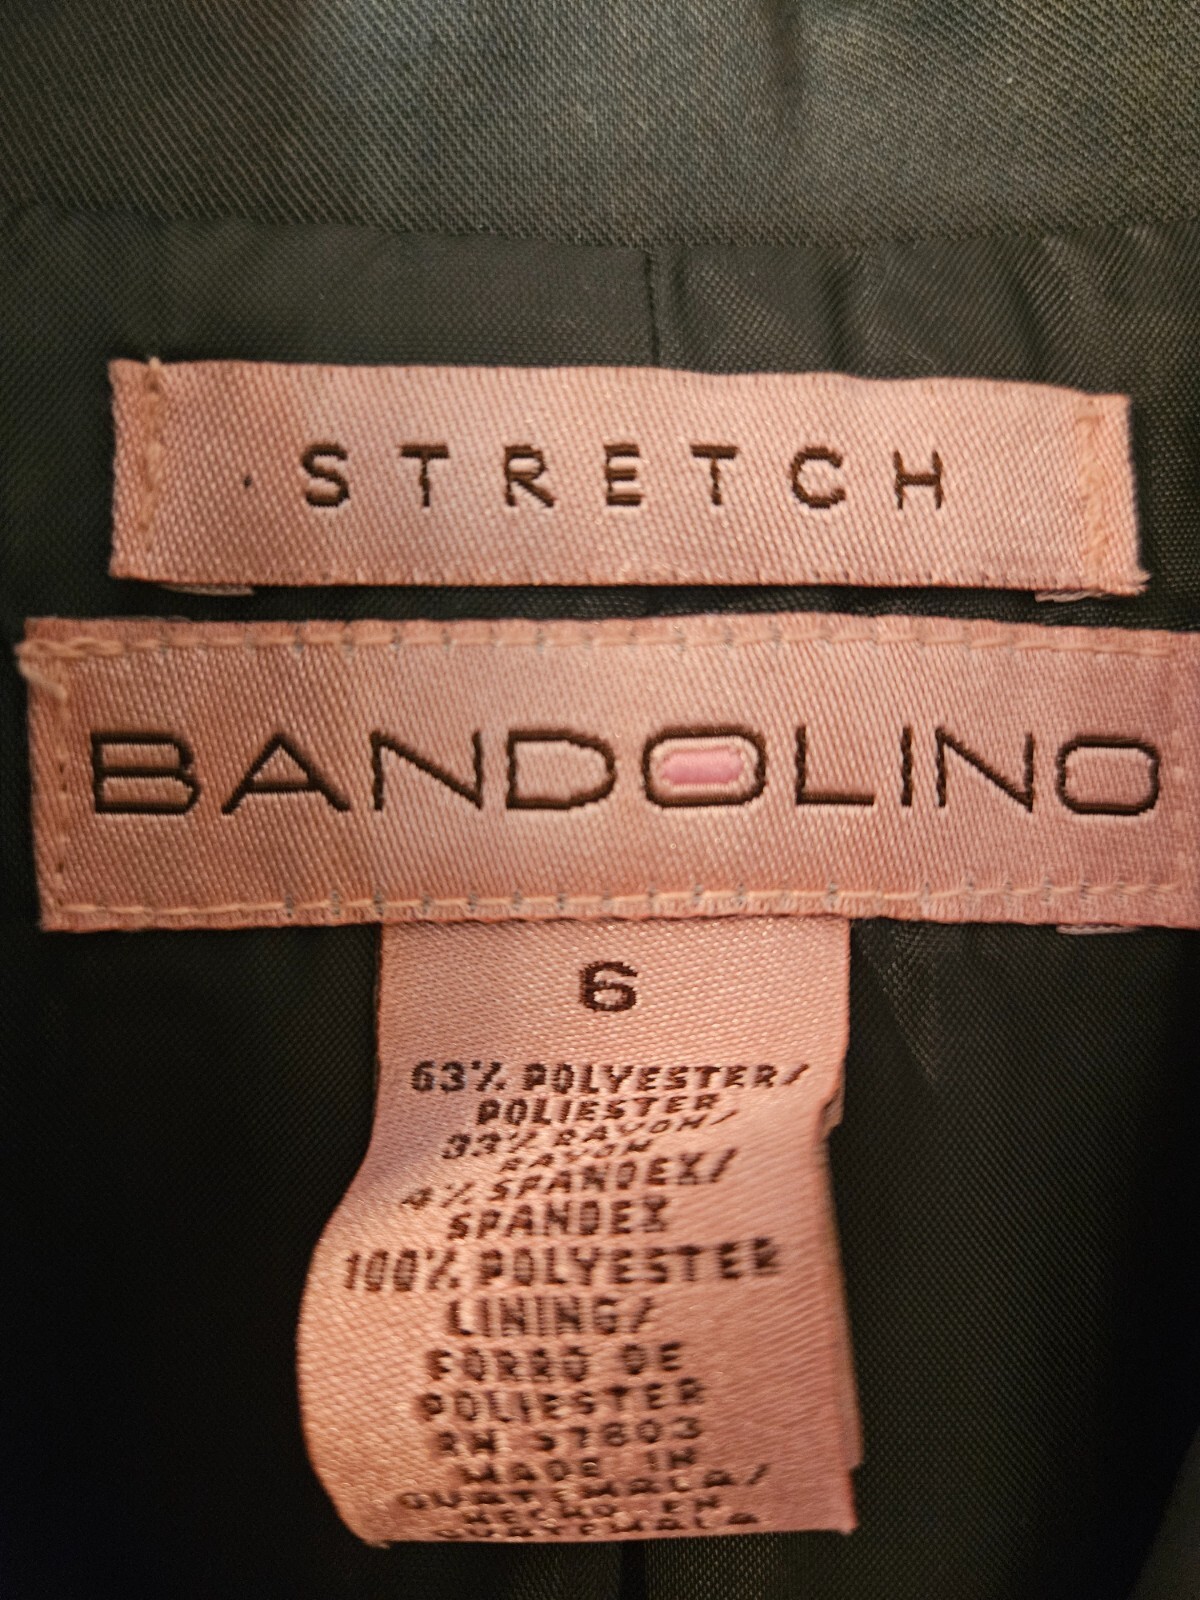 STRETCH
BANDOLINO
6
63% POLYESTER/
POLIESTER
33% RAYON/
RAYON
4% SPANDEX/
SPANDEX
100% POLYESTER
LINING/
FORRO DE
POLIESTER
RN 57803
MADE IN
GUATEMALA/
HECHO EN
GUATEMALA